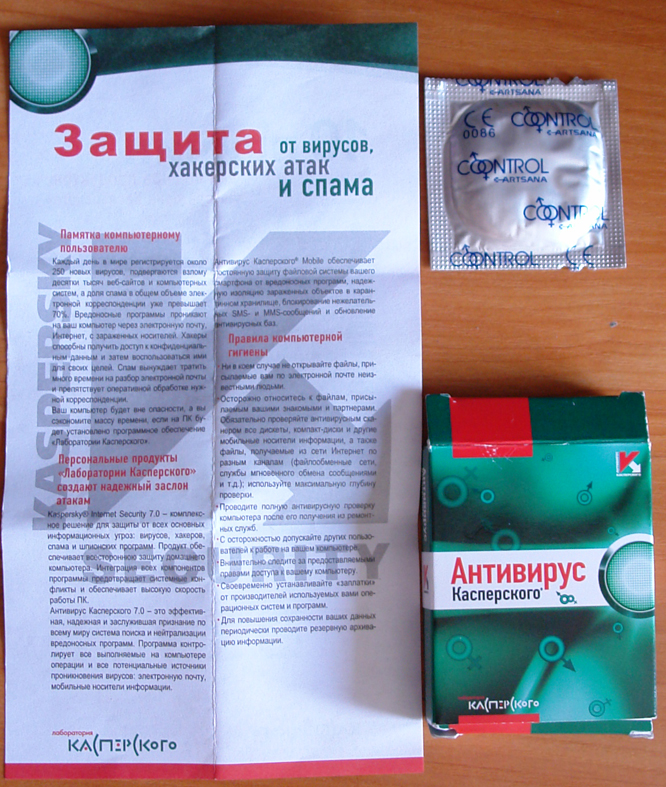 Защита от вирусов,
хакерских атак
и спама
Памятка компьютерному
пользователю
Каждый день в мире регистрируется около
250 новых вирусов, подвергаются взлому
десятки тысяч веб-сайтов и компьютерных
систем, а доля спама в общем объеме элек-
тронной корреспонденции уже превышает
70%. Вредоносные программы проникают
на ваш компьютер через электронную почту,
Интернет, с зараженных носителей. Хакеры
способны получить доступ к конфиденциаль-
ным данным и затем воспользоваться ими
для своих целей. Спам вынуждает тратить
много времени на разбор электронной почты
и препятствует оперативной обработке нуж-
ной корреспонденции.
Ваш компьютер будет вне опасности, а вы
сэкономите массу времени, если на ПК бу-
дет установлено программное обеспечение
«Лаборатории Касперского».
Персональные продукты
«Лаборатории Касперского»
создают надежный заслон
атакам
Kaspersky® Internet Security 7.0 – комплекс-
ное решение для защиты от всех основных
информационных угроз: вирусов, хакеров,
спама и шпионских программ. Продукт обе-
спечивает всестороннюю защиту домашнего
компьютера. Интеграция всех компонентов
программы предотвращает системные кон-
фликты и обеспечивает высокую скорость
работы ПК.
Антивирус Касперского 7.0 – это эффектив-
ная, надежная и заслужившая признание по
всему миру система поиска и нейтрализации
вредоносных программ. Программа контро-
лирует все выполняемые на компьютере
операции и все потенциальные источники
проникновения вирусов: электронную почту,
мобильные носители информации.
Антивирус Касперского® Mobile обеспечивает
постоянную защиту файловой системы вашего
смартфона от вредоносных программ, надеж-
ную изоляцию зараженных объектов в каран-
тинном хранилище, блокирование нежелатель-
ных SMS- и MMS-сообщений и обновление
антивирусных баз.
Правила компьютерной
гигиены
· Ни в коем случае не открывайте файлы, при-
сылаемые вам по электронной почте неиз-
вестными людьми.
· Осторожно относитесь к файлам, присы-
лаемым вашими знакомыми и партнерами.
Обязательно проверяйте антивирусным ска-
нером все дискеты, компакт-диски и другие
мобильные носители информации, а также
файлы, получаемые из сети Интернет по
разным каналам (файлообменные сети,
службы мгновенного обмена сообщениями
и т.д.); используйте максимальную глубину
проверки.
· Проводите полную антивирусную проверку
компьютера после его получения из ремонт-
ных служб.
· С осторожностью допускайте других пользо-
вателей к работе на вашем компьютере.
· Внимательно следите за предоставляемыми
правами доступа к вашему компьютеру.
· Своевременно устанавливайте «заплатки»
от производителей используемых вами опе-
рационных систем и программ.
· Для повышения сохранности ваших данных
периодически проводите резервную архива-
цию информации.
KASPERSKY
SECURITY
лаборатория
КАСПЕРСКОГО
CONTROL
ARTSANA
CE
0086
CONTROL
ARTSANA
CONTROL
ARTSANA
CONTROL
ARTSANA
CONTROL
CE
KASPERSKY
Антивирус
Касперского®
лаборатория
КАСПЕРСКОГО